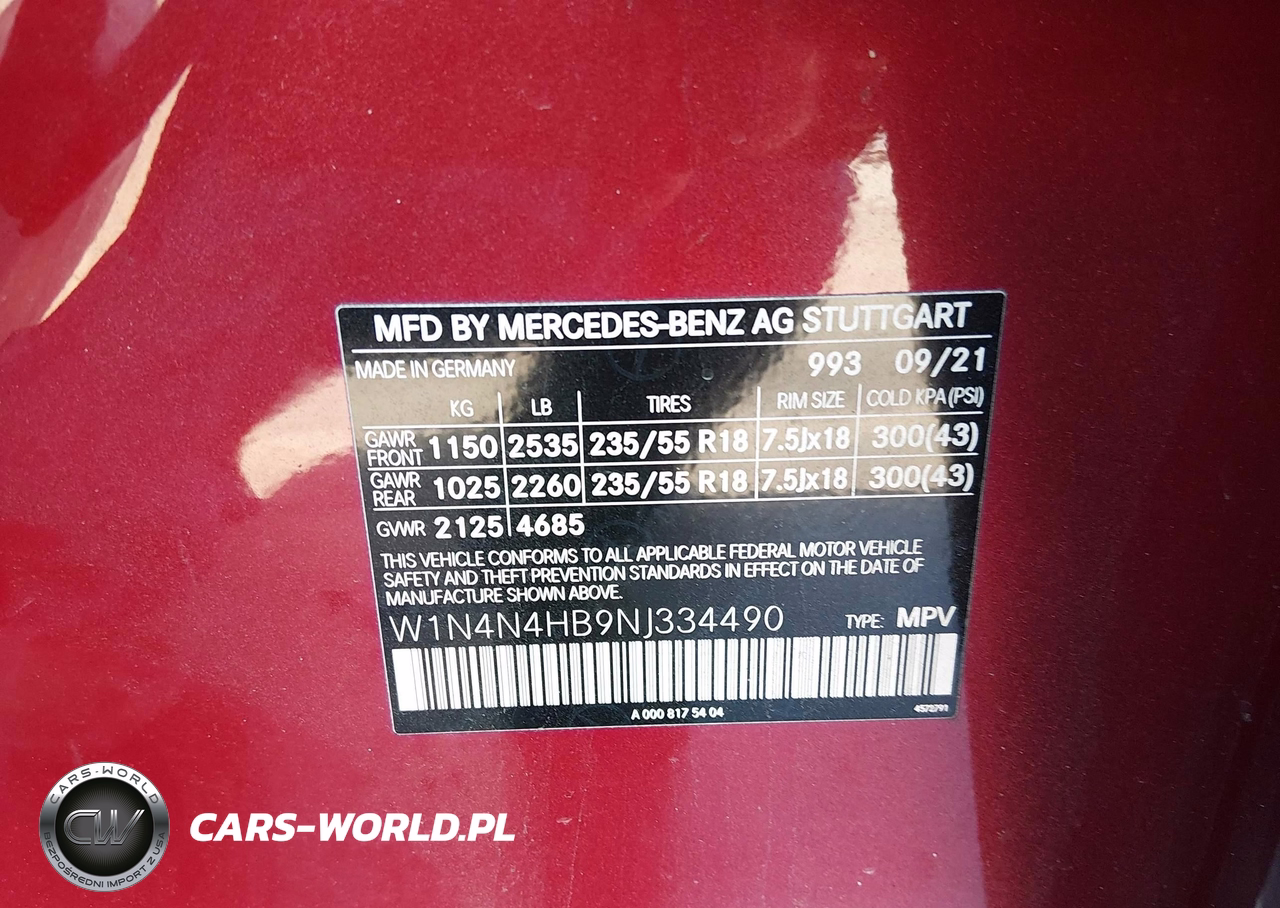 MFD BY MERCEDES-BENZ AG STUTTGART
MADE IN GERMANY 993 09/21
KG LB TIRES RIM SIZE COLD KPA (PSI)
GAWR FRONT 1150 2535 235/55 R18 7.5Jx18 300(43)
GAWR REAR 1025 2260 235/55 R18 7.5Jx18 300(43)
GVWR 2125 4685
THIS VEHICLE CONFORMS TO ALL APPLICABLE FEDERAL MOTOR VEHICLE
SAFETY AND THEFT PREVENTION STANDARDS IN EFFECT ON THE DATE OF
MANUFACTURE SHOWN ABOVE.
W1N4N4HB9NJ334490 TYPE: MPV
A 000 817 54 04 4572791
CARS-WORLD
CW
BEZPOŚREDNI IMPORT Z USA
CARS-WORLD.PL